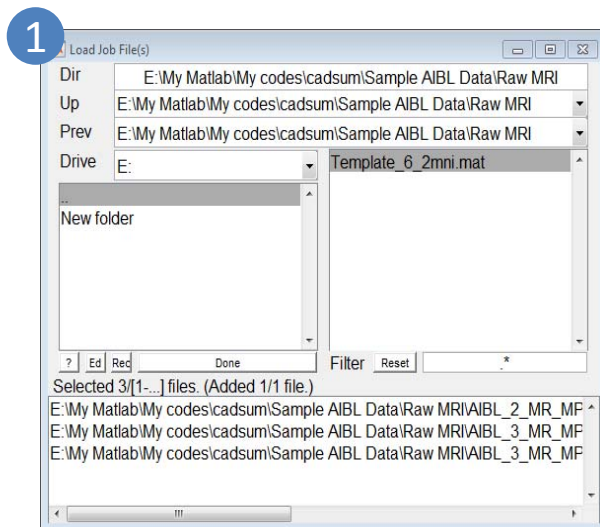 1
Load Job File(s)
Dir E:\My Matlab\My codes\cadsum\Sample AIBL Data\Raw MRI
Up E:\My Matlab\My codes\cadsum\Sample AIBL Data\Raw MRI
Prev E:\My Matlab\My codes\cadsum\Sample AIBL Data\Raw MRI
Drive E: Template_6_2mni.mat
..
New folder
? Ed Rec Done Filter Reset .*
Selected 3/[1-...] files. (Added 1/1 file.)
E:\My Matlab\My codes\cadsum\Sample AIBL Data\Raw MRI\AIBL_2_MR_MP
E:\My Matlab\My codes\cadsum\Sample AIBL Data\Raw MRI\AIBL_3_MR_MP
E:\My Matlab\My codes\cadsum\Sample AIBL Data\Raw MRI\AIBL_3_MR_MP